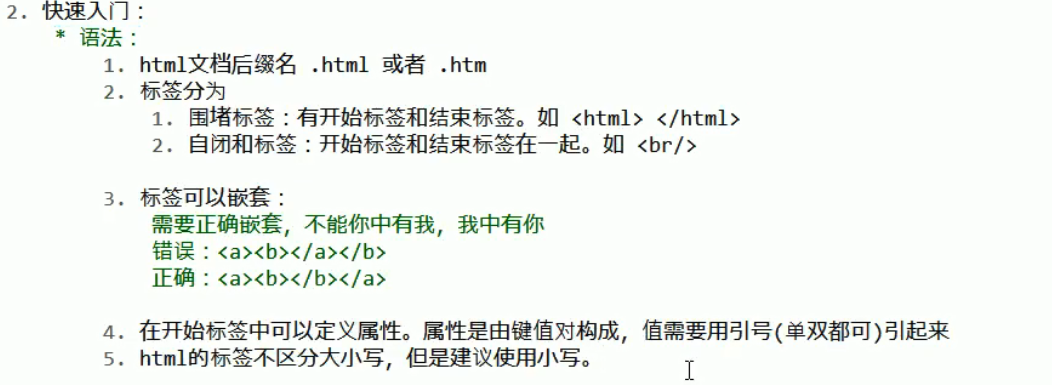 2. 快速入门：
* 语法：
1. html文档后缀名 .html 或者 .htm
2. 标签分为
1. 围堵标签：有开始标签和结束标签。如 <html> </html>
2. 自闭和标签：开始标签和结束标签在一起。如 <br/>
3. 标签可以嵌套：
需要正确嵌套，不能你中有我，我中有你
错误：<a><b></a></b>
正确：<a><b></b></a>
4. 在开始标签中可以定义属性。属性是由键值对构成，值需要用引号(单双都可)引起来
5. html的标签不区分大小写，但是建议使用小写。